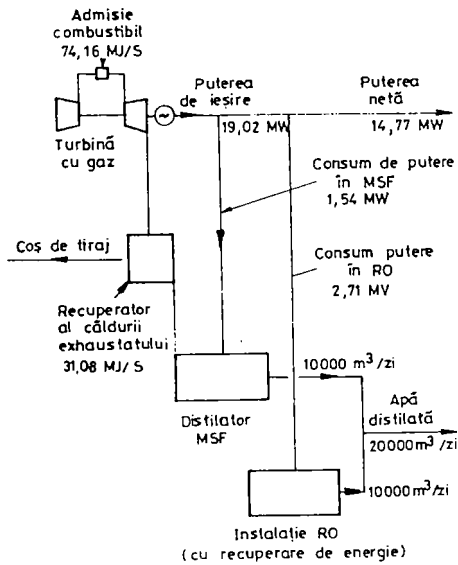 Admisie
combustibil
74,16 MJ/S
Puterea
de ieșire
19,02 MW
Puterea
netă
14,77 MW
Turbină
cu gaz
Consum de putere
în MSF
1,54 MW
Coș de tiraj
Consum putere
în RO
2,71 MV
Recuperator
al căldurii
exhaustatului
31,08 MJ/S
10000 m³/zi
Distilator
MSF
Apă
distilată
20000m³/zi
10000m³/zi
Instalație RO
(cu recuperare de energie)